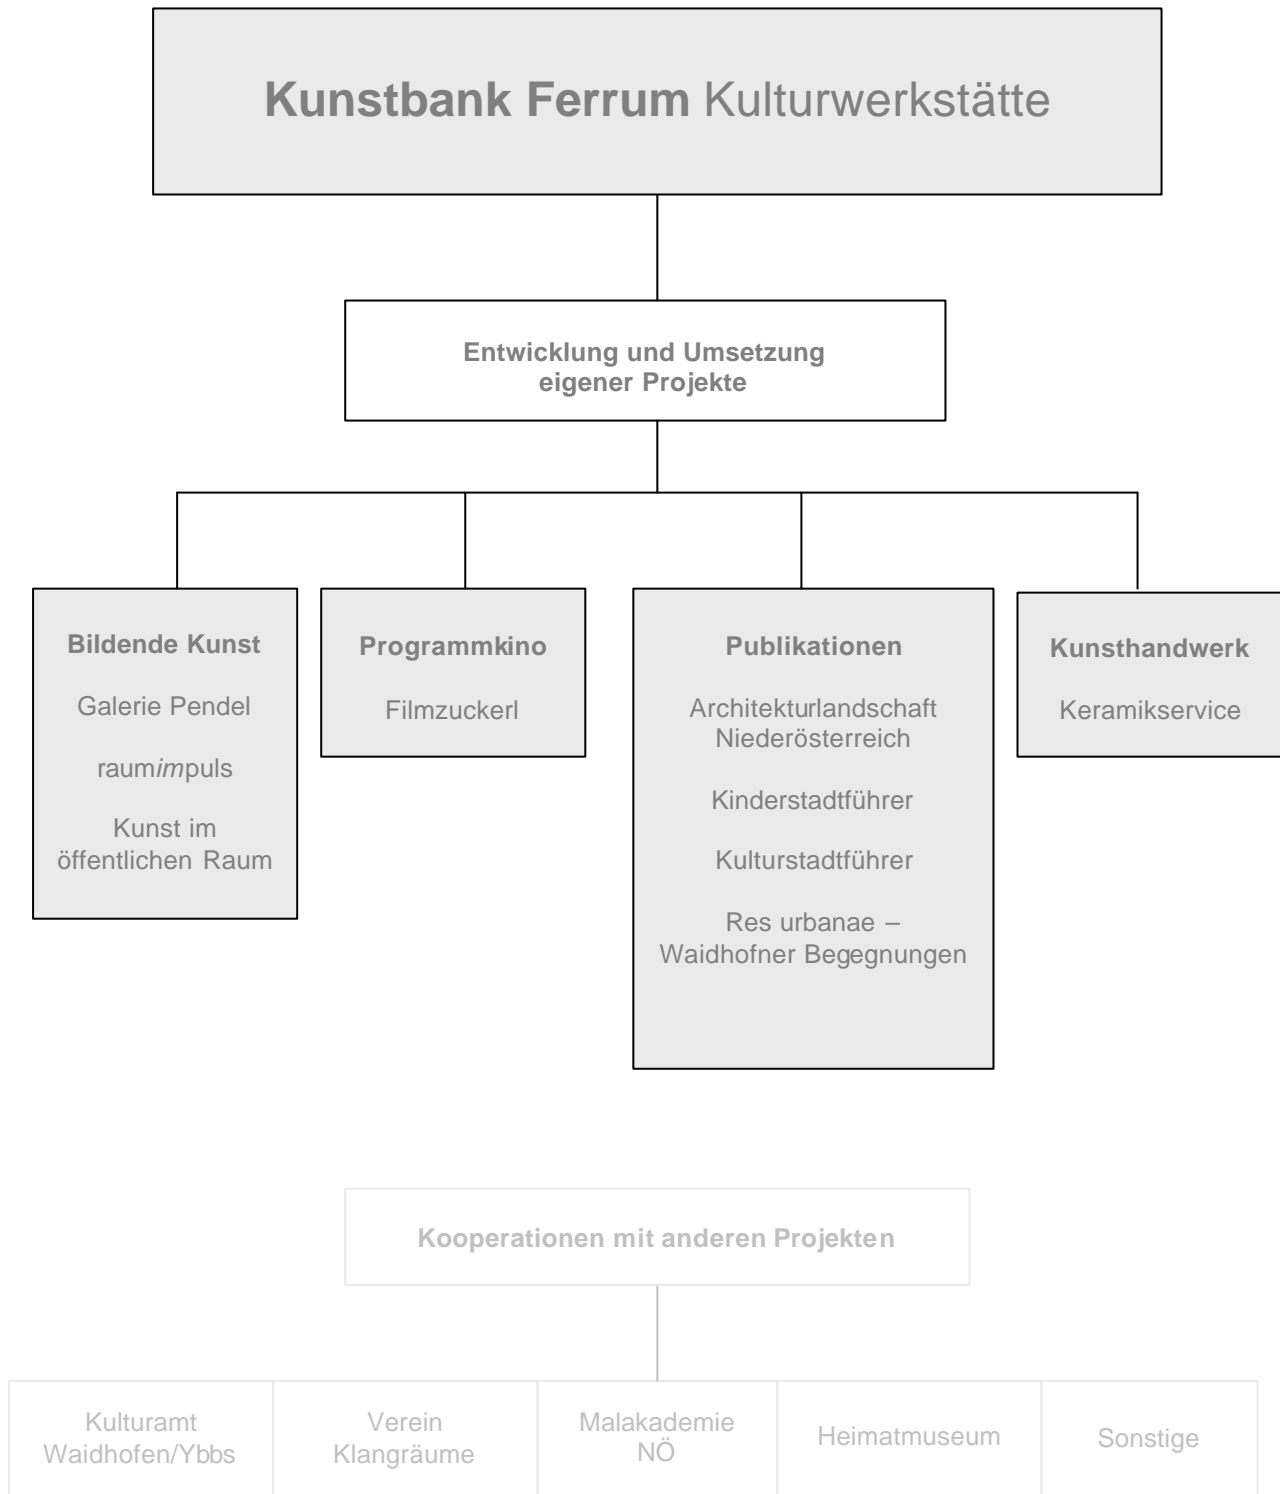 Kunstbank Ferrum Kulturwerkstätte
Entwicklung und Umsetzung
eigener Projekte
Bildende Kunst
Galerie Pendel
raumimpuls
Kunst im
öffentlichen Raum
Programmkino
Filmzuckerl
Publikationen
Architekturlandschaft
Niederösterreich
Kinderstadtführer
Kulturstadtführer
Res urbanae –
Waidhofner Begegnungen
Kunsthandwerk
Keramikservice
Kooperationen mit anderen Projekten
Kulturamt
Waidhofen/Ybbs
Verein
Klangräume
Malakademie
NÖ
Heimatmuseum
Sonstige